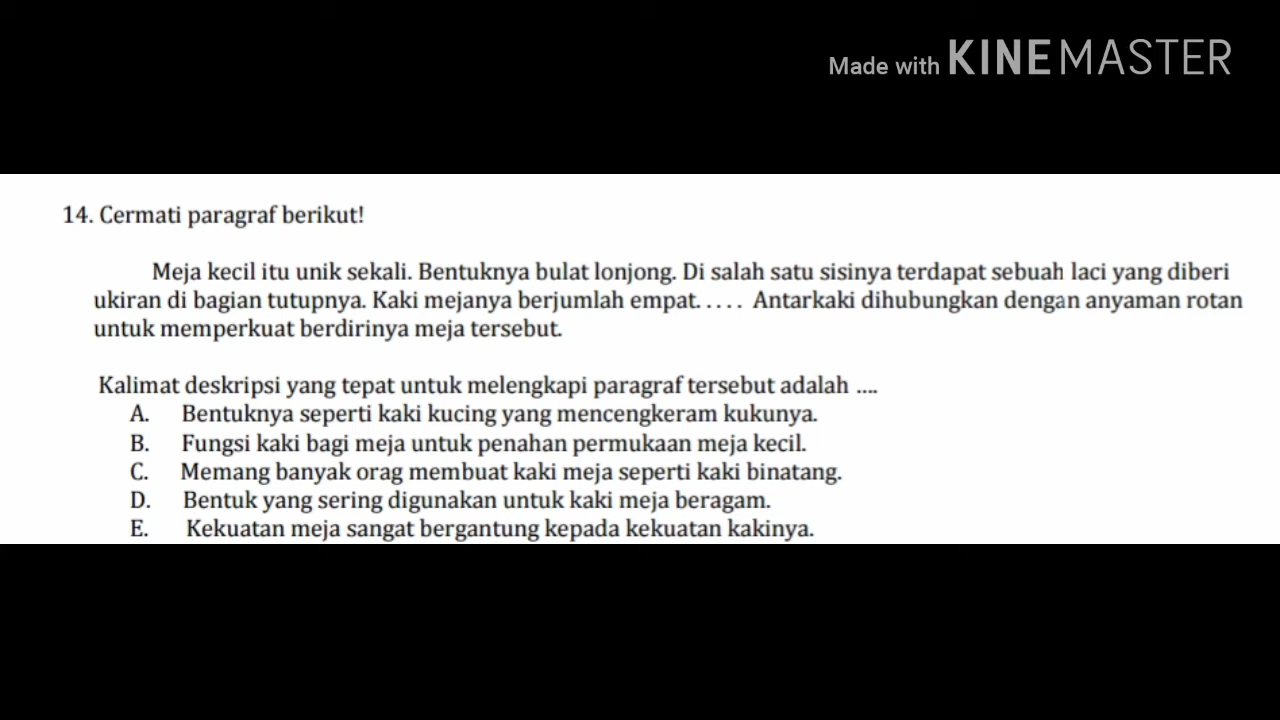 Made with KINEMASTER
14. Cermati paragraf berikut!
Meja kecil itu unik sekali. Bentuknya bulat lonjong. Di salah satu sisinya terdapat sebuah laci yang diberi
ukiran di bagian tutupnya. Kaki mejanya berjumlah empat. . . . . Antarkaki dihubungkan dengan anyaman rotan
untuk memperkuat berdirinya meja tersebut.
Kalimat deskripsi yang tepat untuk melengkapi paragraf tersebut adalah ....
A. Bentuknya seperti kaki kucing yang mencengkeram kukunya.
B. Fungsi kaki bagi meja untuk penahan permukaan meja kecil.
C. Memang banyak orag membuat kaki meja seperti kaki binatang.
D. Bentuk yang sering digunakan untuk kaki meja beragam.
E. Kekuatan meja sangat bergantung kepada kekuatan kakinya.